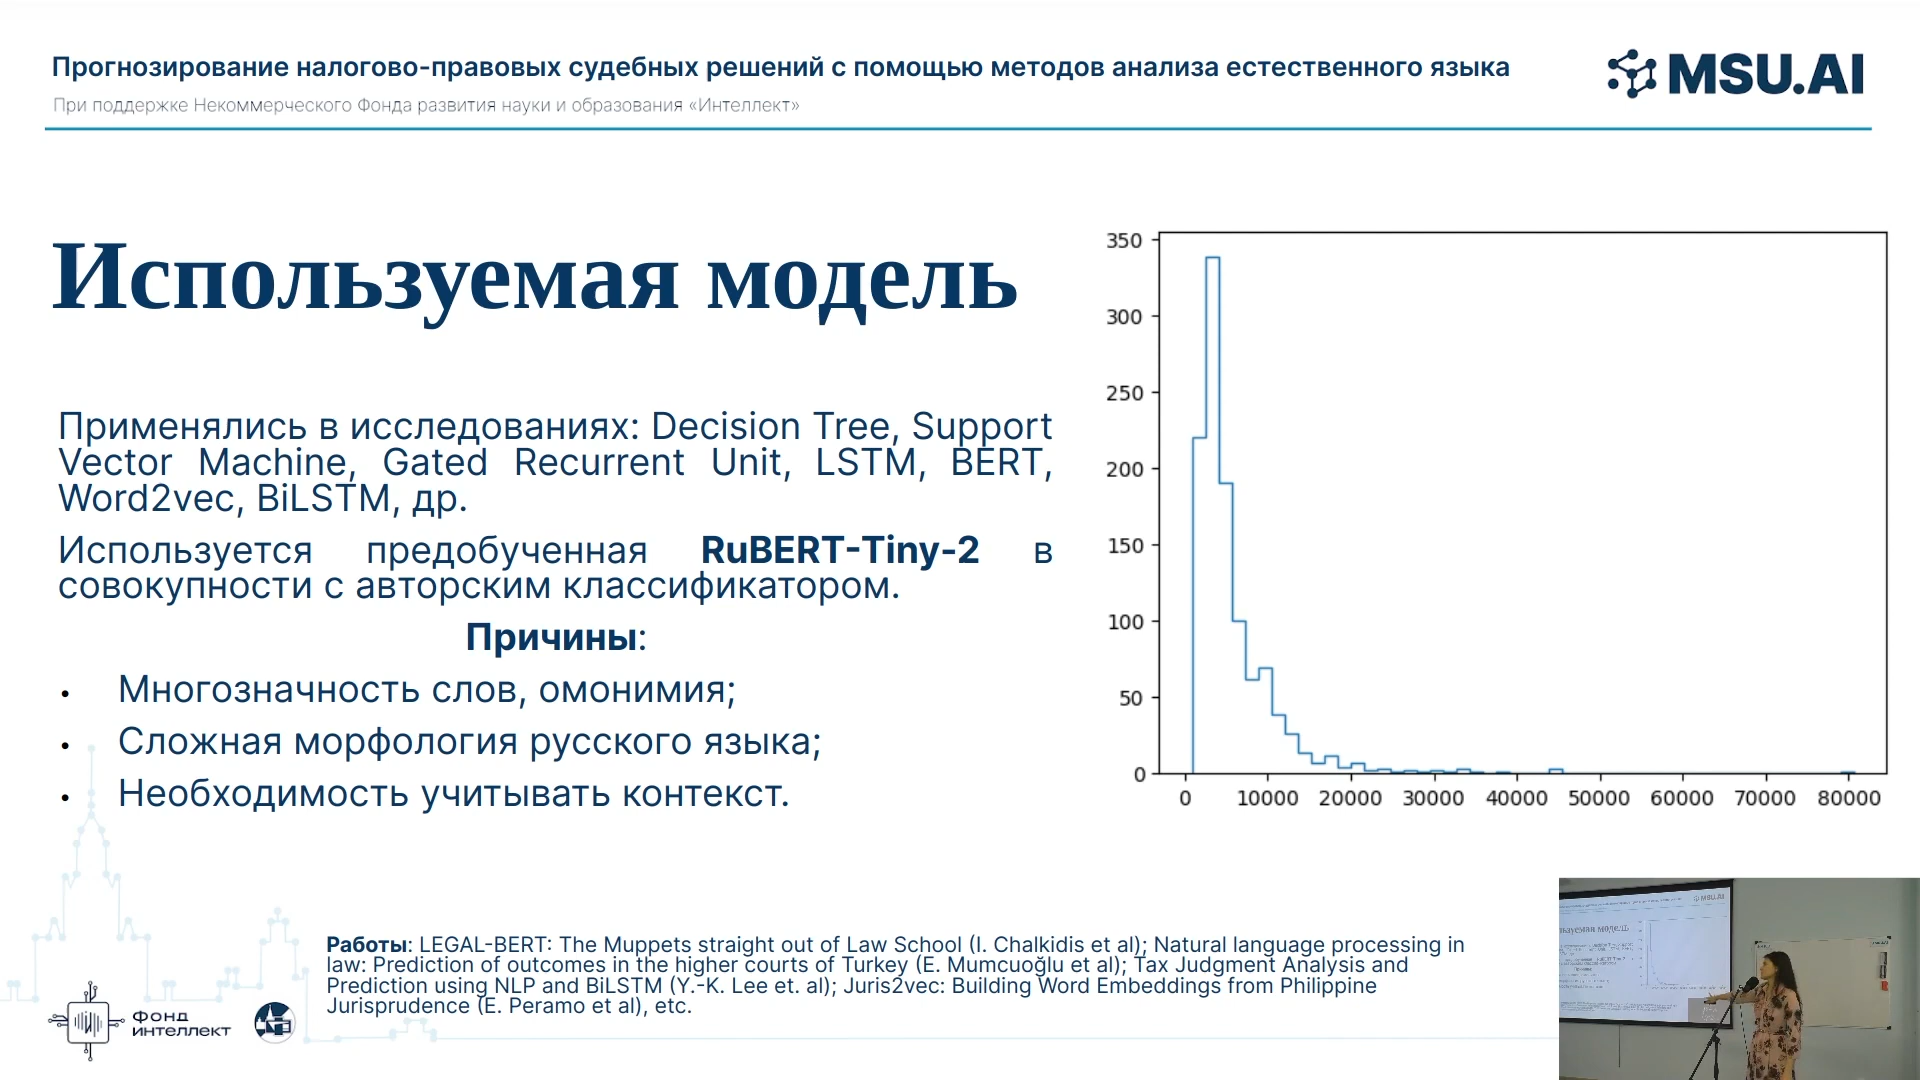 Прогнозирование налогово-правовых судебных решений с помощью методов анализа естественного языка
При поддержке Некоммерческого Фонда развития науки и образования «Интеллект»
MSU.AI
Используемая модель
Применялись в исследованиях: Decision Tree, Support
Vector Machine, Gated Recurrent Unit, LSTM, BERT,
Word2vec, BiLSTM, др.
Используется предобученная RuBERT-Tiny-2 в
совокупности с авторским классификатором.
Причины:
• Многозначность слов, омонимия;
• Сложная морфология русского языка;
• Необходимость учитывать контекст.
350
300
250
200
150
100
50
0
0 10000 20000 30000 40000 50000 60000 70000 80000
Работы: LEGAL-BERT: The Muppets straight out of Law School (I. Chalkidis et al); Natural language processing in
law: Prediction of outcomes in the higher courts of Turkey (E. Mumcuoğlu et al); Tax Judgment Analysis and
Prediction using NLP and BiLSTM (Y.-K. Lee et. al); Juris2vec: Building Word Embeddings from Philippine
Jurisprudence (E. Peramo et al), etc.
ФОНД
ИНТЕЛЛЕКТ